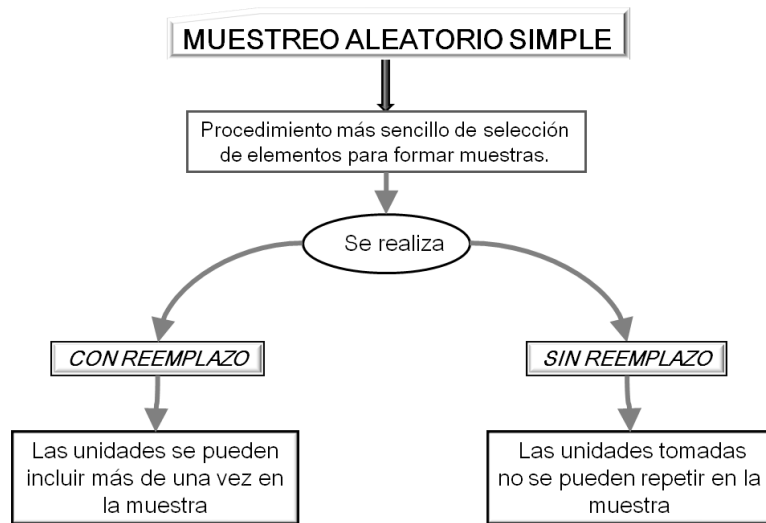 MUESTREO ALEATORIO SIMPLE
Procedimiento más sencillo de selección
de elementos para formar muestras.
Se realiza
CON REEMPLAZO
SIN REEMPLAZO
Las unidades se pueden
incluir más de una vez en
la muestra
Las unidades tomadas
no se pueden repetir en la
muestra